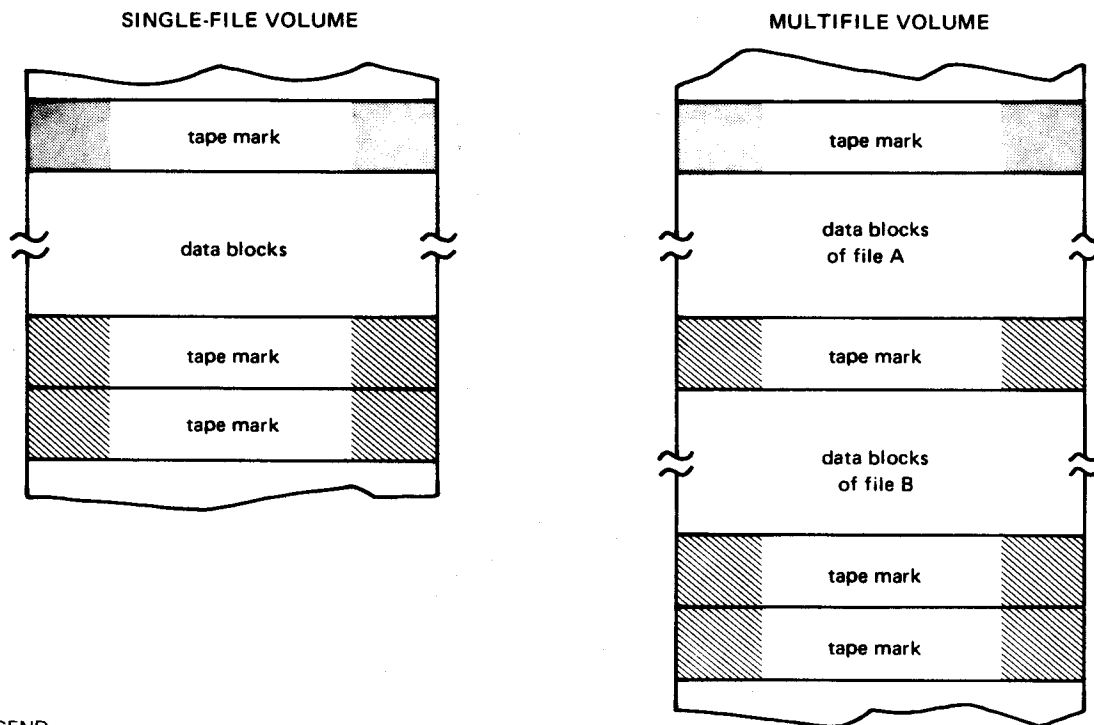 SINGLE-FILE VOLUME
tape mark
data blocks
tape mark
tape mark
MULTIFILE VOLUME
tape mark
data blocks
of file A
tape mark
data blocks
of file B
tape mark
tape mark